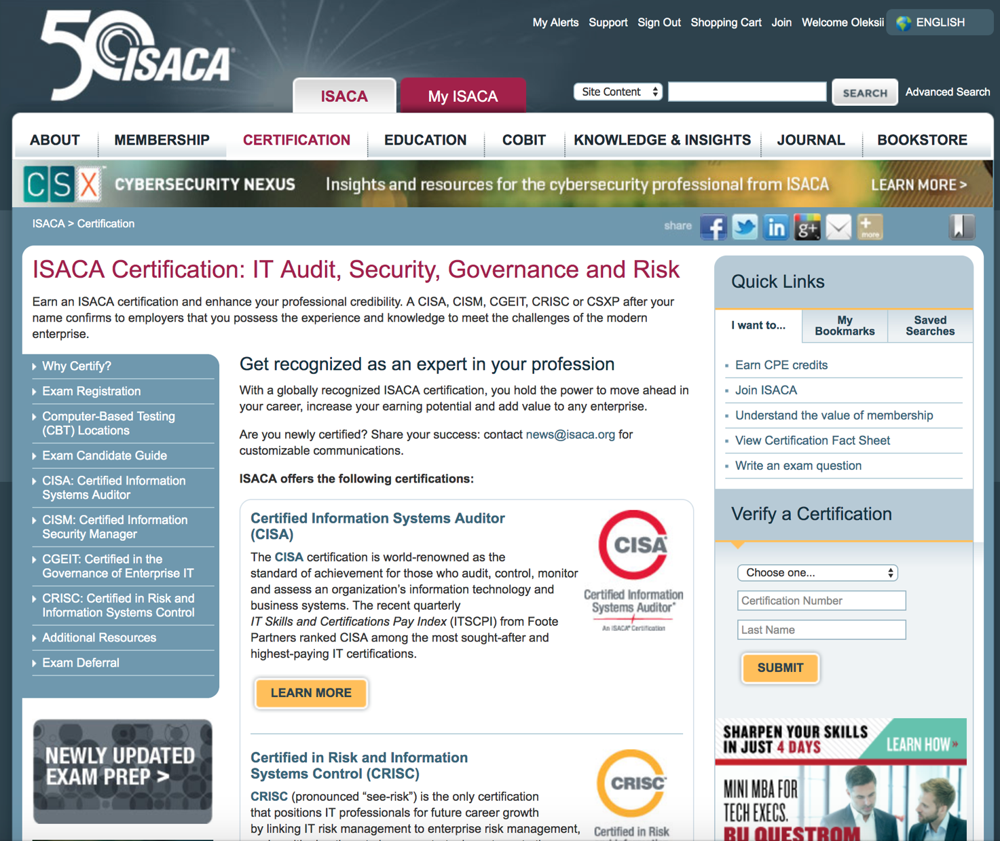 50 ISACA
My Alerts Support Sign Out Shopping Cart Join Welcome Oleksii ENGLISH
ISACA My ISACA Site Content SEARCH Advanced Search
ABOUT MEMBERSHIP CERTIFICATION EDUCATION COBIT KNOWLEDGE & INSIGHTS JOURNAL BOOKSTORE
CSX CYBERSECURITY NEXUS Insights and resources for the cybersecurity professional from ISACA LEARN MORE >
ISACA > Certification share f in g+ + more
ISACA Certification: IT Audit, Security, Governance and Risk
Earn an ISACA certification and enhance your professional credibility. A CISA, CISM, CGEIT, CRISC or CSXP after your
name confirms to employers that you possess the experience and knowledge to meet the challenges of the modern
enterprise.
Why Certify?
Exam Registration
Computer-Based Testing
(CBT) Locations
Exam Candidate Guide
CISA: Certified Information
Systems Auditor
CISM: Certified Information
Security Manager
CGEIT: Certified in the
Governance of Enterprise IT
CRISC: Certified in Risk and
Information Systems Control
Additional Resources
Exam Deferral
NEWLY UPDATED
EXAM PREP >
Get recognized as an expert in your profession
With a globally recognized ISACA certification, you hold the power to move ahead in
your career, increase your earning potential and add value to any enterprise.
Are you newly certified? Share your success: contact news@isaca.org for
customizable communications.
ISACA offers the following certifications:
Certified Information Systems Auditor
(CISA)
The CISA certification is world-renowned as the
standard of achievement for those who audit, control, monitor
and assess an organization's information technology and
business systems. The recent quarterly
IT Skills and Certifications Pay Index (ITSCPI) from Foote
Partners ranked CISA among the most sought-after and
highest-paying IT certifications.
LEARN MORE
CISA®
Certified Information
Systems Auditor®
An ISACA® Certification
Certified in Risk and Information
Systems Control (CRISC)
CRISC (pronounced “see-risk”) is the only certification
that positions IT professionals for future career growth
by linking IT risk management to enterprise risk management,
CRISC
Certified in Risk
Quick Links
I want to...
My
Bookmarks
Saved
Searches
Earn CPE credits
Join ISACA
Understand the value of membership
View Certification Fact Sheet
Write an exam question
Verify a Certification
Choose one...
Certification Number
Last Name
SUBMIT
SHARPEN YOUR SKILLS
IN JUST 4 DAYS
LEARN HOW »
MINI MBA FOR
TECH EXECS.
BU QUESTROM